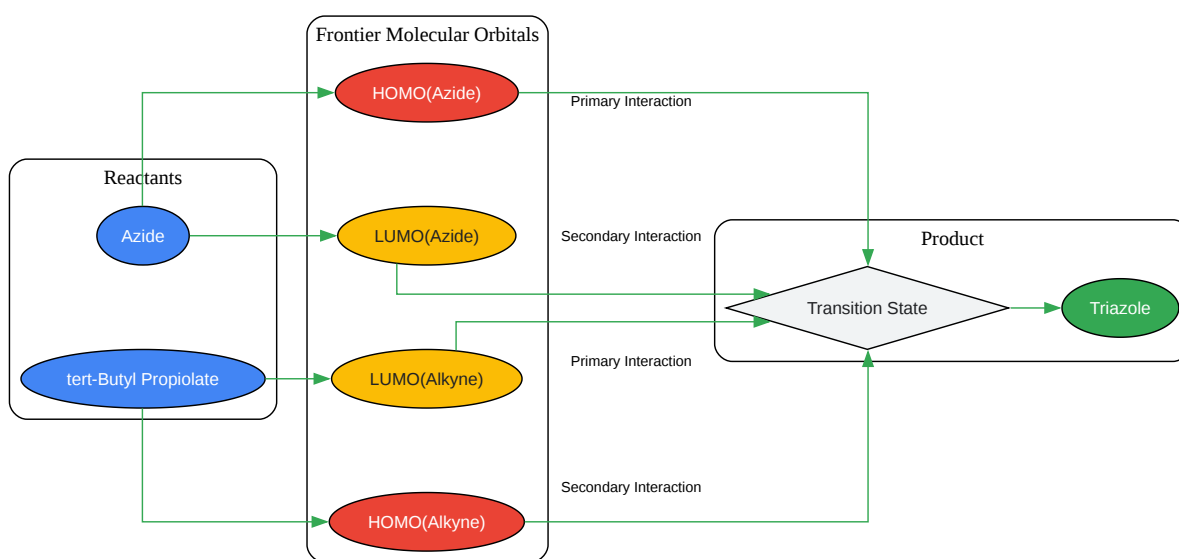 Frontier Molecular Orbitals
HOMO(Azide)
Primary Interaction
Reactants
Azide
LUMO(Azide)
Secondary Interaction
Product
Transition State
Triazole
tert-Butyl Propiolate
LUMO(Alkyne)
Primary Interaction
Secondary Interaction
HOMO(Alkyne)